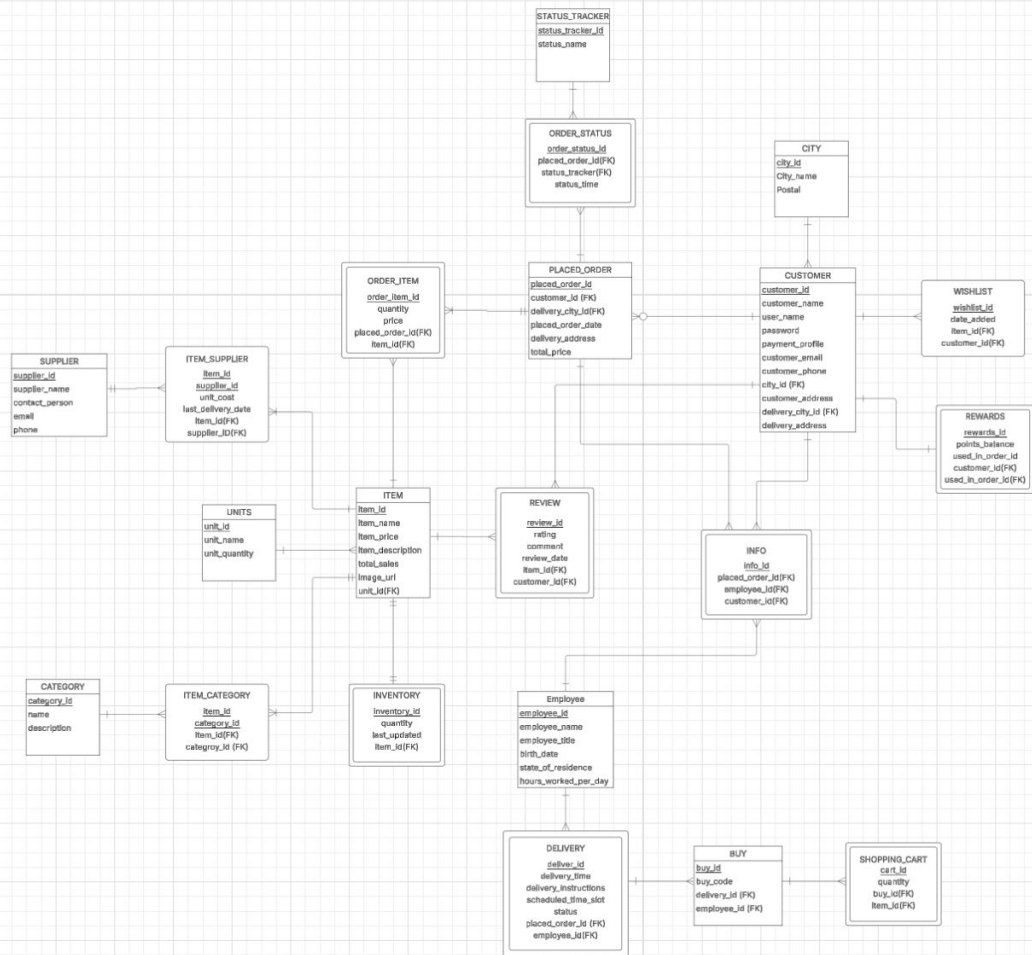 STATUS_TRACKER
status_tracker_id
status_name
ORDER_STATUS
order_status_id
placed_order_id(FK)
status_tracker(FK)
status_time
CITY
city_id
City_name
Postal
ORDER_ITEM
order_item_id
quantity
price
placed_order_id(FK)
item_id(FK)
PLACED_ORDER
placed_order_id
customer_id (FK)
delivery_city_id(FK)
placed_order_date
delivery_address
total_price
CUSTOMER
customer_id
customer_name
user_name
password
payment_profile
customer_email
customer_phone
city_id (FK)
customer_address
delivery_city_id (FK)
delivery_address
WISHLIST
wishlist_id
date_added
item_id(FK)
customer_id(FK)
SUPPLIER
supplier_id
supplier_name
contact_person
email
phone
ITEM_SUPPLIER
item_id
supplier_id
unit_cost
last_delivery_date
item_id(FK)
supplier_ID(FK)
REWARDS
rewards_id
points_balance
used_in_order_id
customer_id(FK)
used_in_order_id(FK)
UNITS
unit_id
unit_name
unit_quantity
ITEM
item_id
item_name
item_price
item_description
total_sales
image_url
unit_id(FK)
REVIEW
review_id
rating
comment
review_date
item_id(FK)
customer_id(FK)
INFO
info_id
placed_order_id(FK)
employee_id(FK)
customer_id(FK)
CATEGORY
category_id
name
description
ITEM_CATEGORY
item_id
category_id
item_id(FK)
categroy_id (FK)
INVENTORY
inventory_id
quantity
last_updated
item_id(FK)
Employee
employee_id
employee_name
employee_title
birth_date
state_of_residence
hours_worked_per_day
DELIVERY
deliver_id
delivery_time
delivery_instructions
scheduled_time_slot
status
placed_order_id (FK)
employee_id(FK)
BUY
buy_id
buy_code
delivery_id (FK)
employee_id (FK)
SHOPPING_CART
cart_id
quantity
buy_id(FK)
item_id(FK)